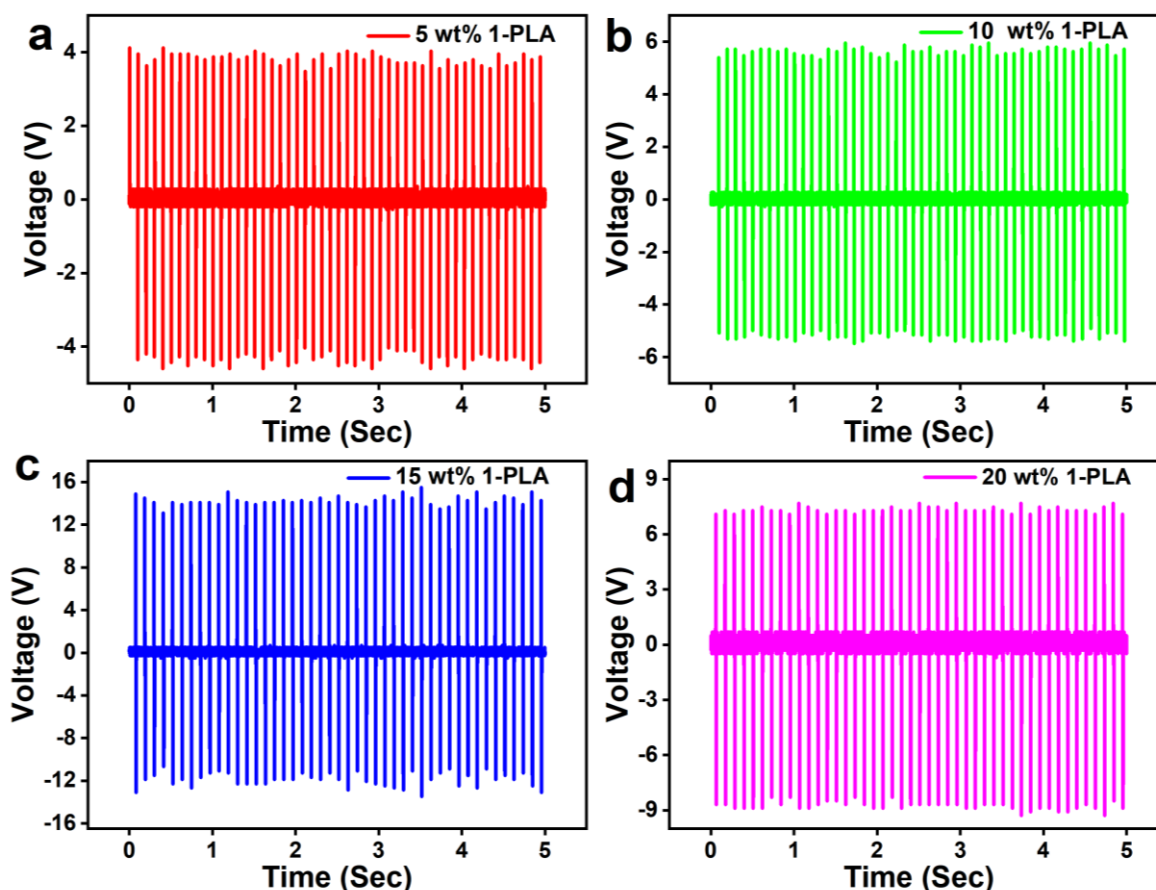 a
5 wt% 1-PLA
4
2
0
-2
-4
Voltage (V)
0 1 2 3 4 5
Time (Sec)
b
10 wt% 1-PLA
6
4
2
0
-2
-4
-6
Voltage (V)
0 1 2 3 4 5
Time (Sec)
c
15 wt% 1-PLA
16
12
8
4
0
-4
-8
-12
-16
Voltage (V)
0 1 2 3 4 5
Time (Sec)
d
20 wt% 1-PLA
9
6
3
0
-3
-6
-9
Voltage (V)
0 1 2 3 4 5
Time (Sec)